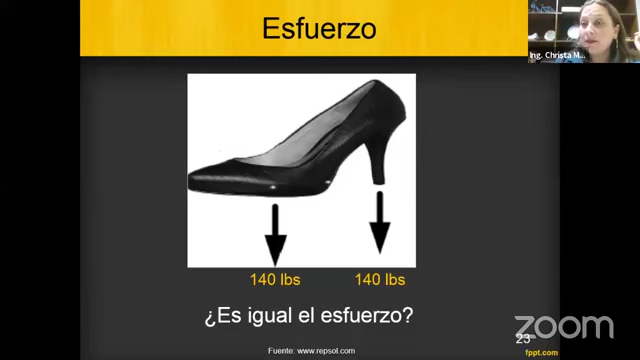 Esfuerzo
Ing. Christa M...
140 lbs
140 lbs
¿Es igual el esfuerzo?
23
zoom
Fuente: www.repsol.com
fppt.com